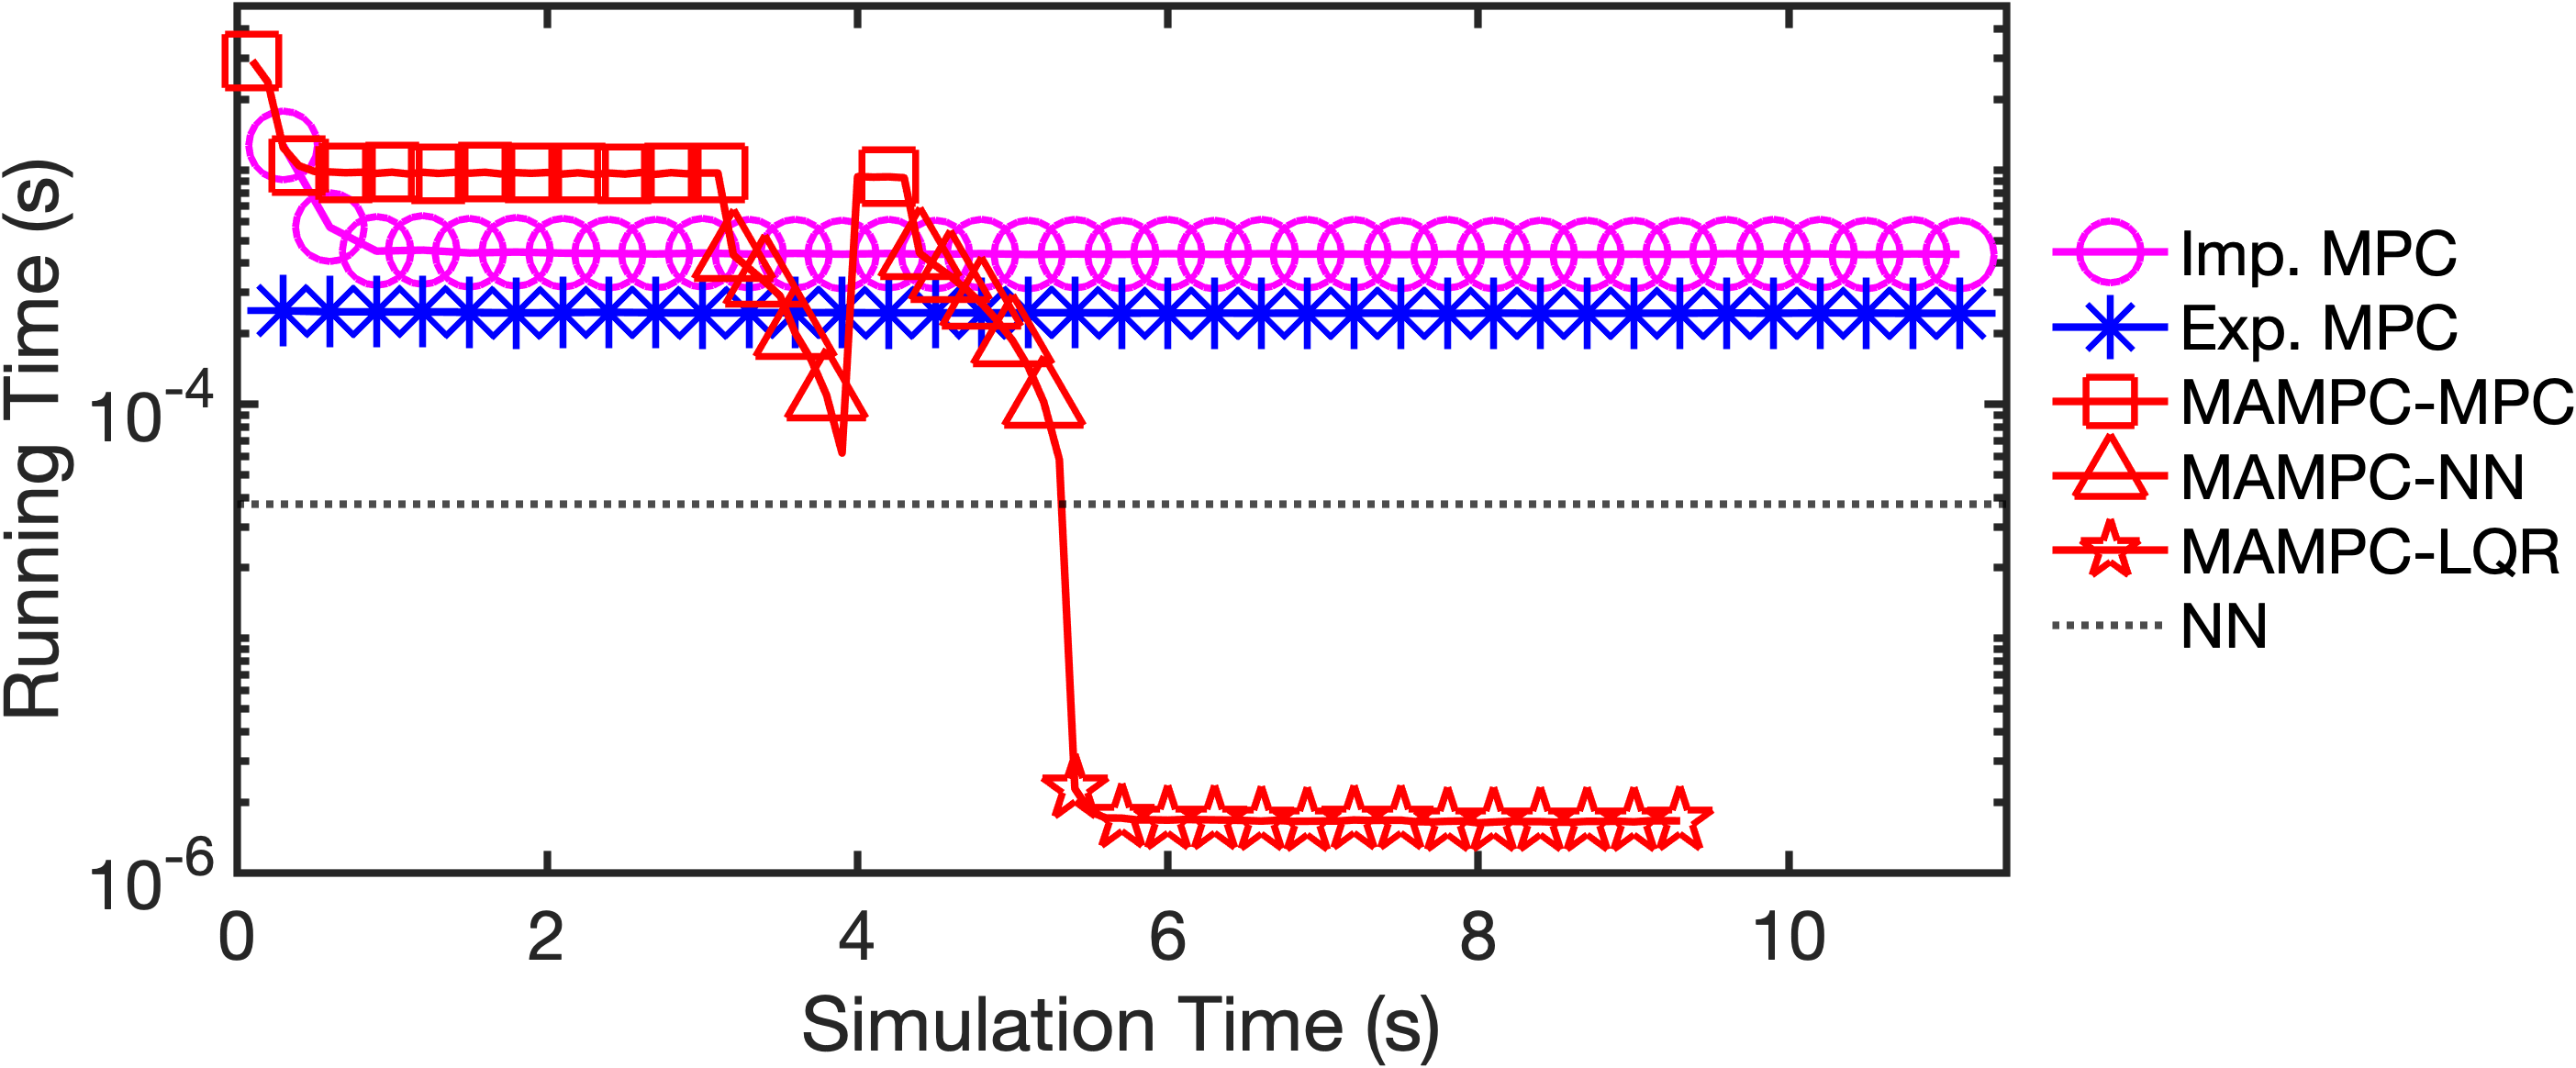 Running Time (s)
10-4
10-6
0 2 4 6 8 10
Simulation Time (s)
Imp. MPC
Exp. MPC
MAMPC-MPC
MAMPC-NN
MAMPC-LQR
NN